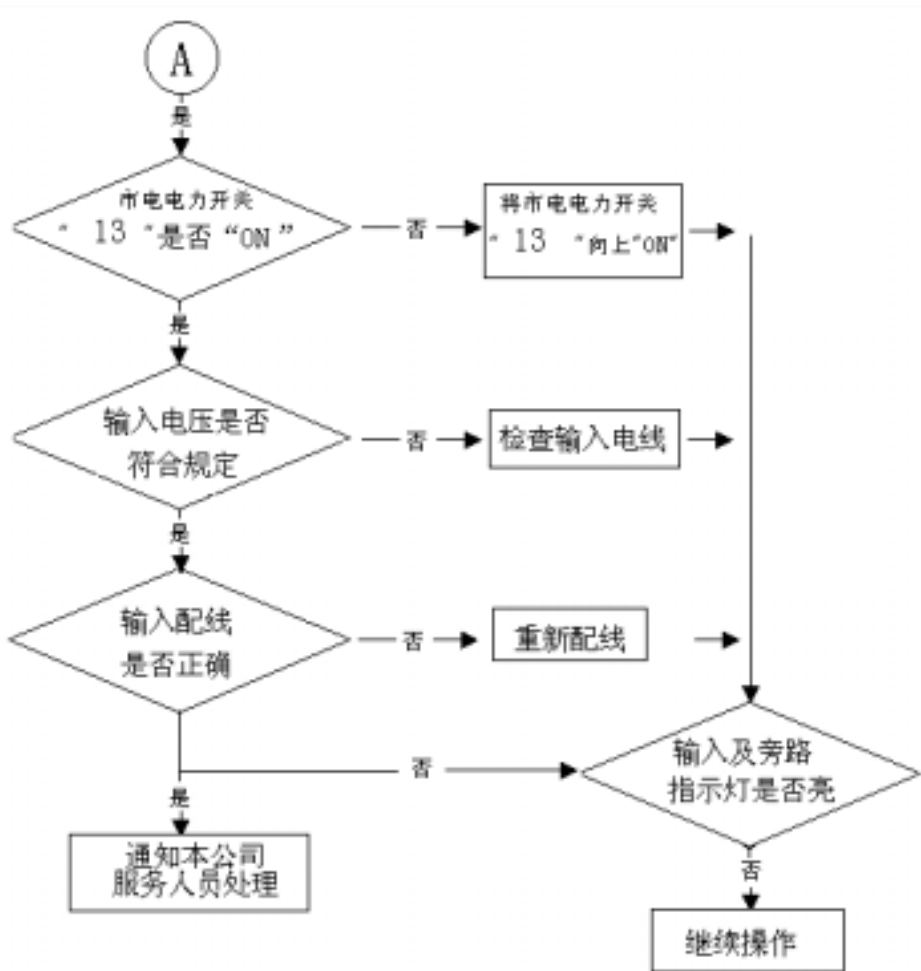 A
是
市电电力开关
“ 13 ”是否“ON”
否
将市电电力开关
“ 13 ”向上“ON”
是
输入电压是否
符合规定
否
检查输入电线
是
输入配线
是否正确
否
重新配线
输入及旁路
指示灯是否亮
否
是
通知本公司
服务人员处理
否
继续操作